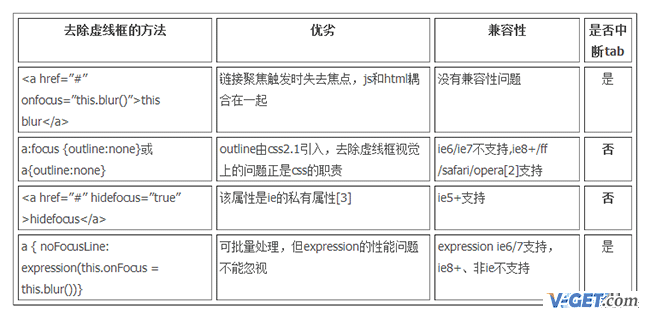 去除虚线框的方法
优劣
兼容性
是否中
断tab
<a href="#"
onfocus="this.blur()">this
blur</a>
链接聚焦触发时失去焦点，js和html耦
合在一起
没有兼容性问题
是
a:focus {outline:none}或
a{outline:none}
outline由css2.1引入，去除虚线框视觉
上的问题正是css的职责
ie6/ie7不支持,ie8+/ff
/safari/opera[2]支持
否
<a href="#" hidefocus="true"
>hidefocus</a>
该属性是ie的私有属性[3]
ie5+支持
否
a { noFocusLine:
expression(this.onFocus =
this.blur())}
可批量处理，但expression的性能问题
不能忽视
expression ie6/7支持，
ie8+、非ie不支持
是
V-GET.com